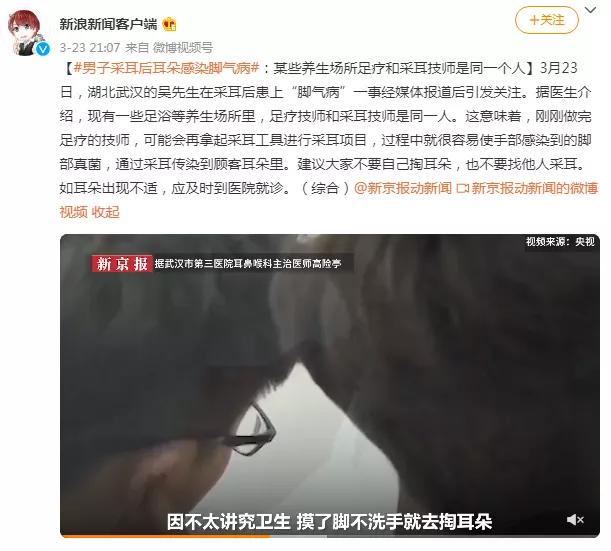 新浪新闻客户端
+关注
3-23 21:07 来自 微博视频号
【#男子采耳后耳朵感染脚气病#：某些养生场所足疗和采耳技师是同一个人】3月23
日，湖北武汉的吴先生在采耳后患上“脚气病”一事经媒体报道后引发关注。据医生介
绍，现有一些足浴等养生场所里，足疗技师和采耳技师是同一人。这意味着，刚刚做完
足疗的技师，可能会再拿起采耳工具进行采耳项目，过程中就很容易使手部感染到的脚
部真菌，通过采耳传染到顾客耳朵里。建议大家不要自己掏耳朵，也不要找他人采耳。
如耳朵出现不适，应及时到医院就诊。（综合）@新京报动新闻 新京报动新闻的微博
视频 收起
视频来源：央视
新京报 据武汉市第三医院耳鼻喉科主治医师高险亭
因不太讲究卫生 摸了脚不洗手就去掏耳朵